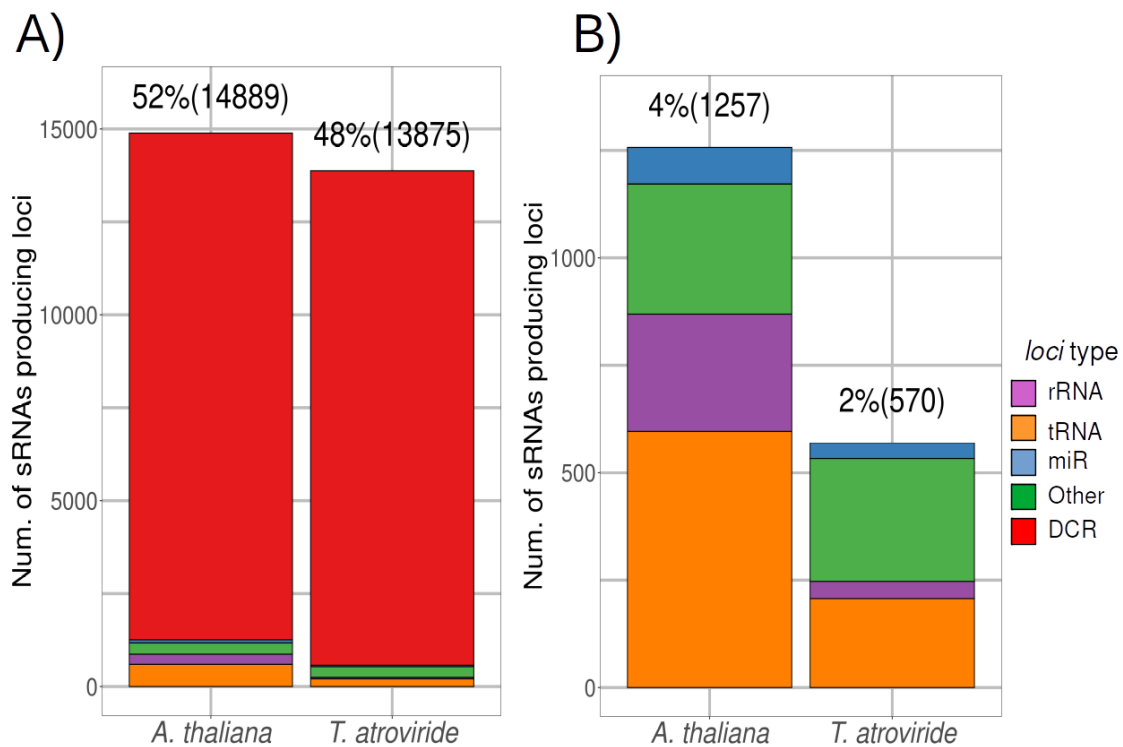 A)
52%(14889)
48%(13875)
15000
10000
5000
0
Num. of sRNAs producing loci
A. thaliana
T. atroviride
B)
4%(1257)
2%(570)
1000
500
0
Num. of sRNAs producing loci
A. thaliana
T. atroviride
loci type
rRNA
tRNA
miR
Other
DCR